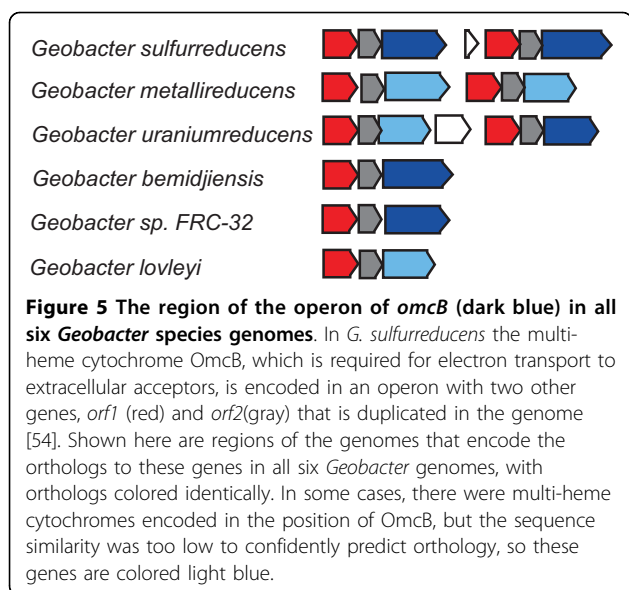 Geobacter sulfurreducens
Geobacter metallireducens
Geobacter uraniumreducens
Geobacter bemidjiensis
Geobacter sp. FRC-32
Geobacter lovleyi
Figure 5 The region of the operon of omcB (dark blue) in all
six Geobacter species genomes. In G. sulfurreducens the multi-
heme cytochrome OmcB, which is required for electron transport to
extracellular acceptors, is encoded in an operon with two other
genes, orf1 (red) and orf2(gray) that is duplicated in the genome
[54]. Shown here are regions of the genomes that encode the
orthologs to these genes in all six Geobacter genomes, with
orthologs colored identically. In some cases, there were multi-heme
cytochromes encoded in the position of OmcB, but the sequence
similarity was too low to confidently predict orthology, so these
genes are colored light blue.